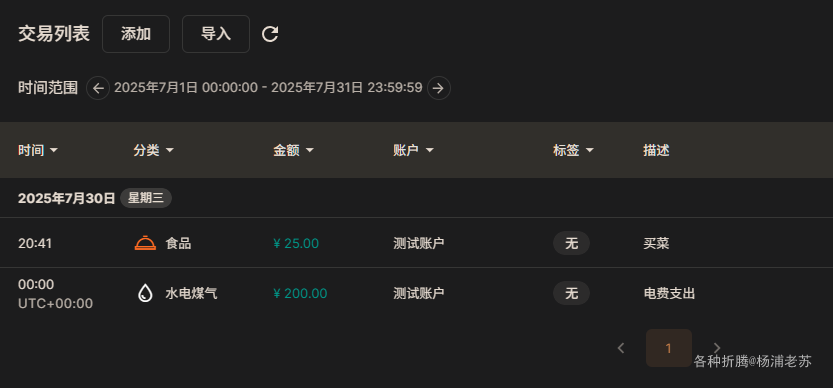 交易列表 添加 导入
时间范围 2025年7月1日 00:00:00 - 2025年7月31日 23:59:59
时间 分类 金额 账户 标签 描述
2025年7月30日 星期三
20:41 食品 ¥ 25.00 测试账户 无 买菜
00:00 水电煤气 ¥ 200.00 测试账户 无 电费支出
UTC+00:00
1
各种折腾@杨浦老苏